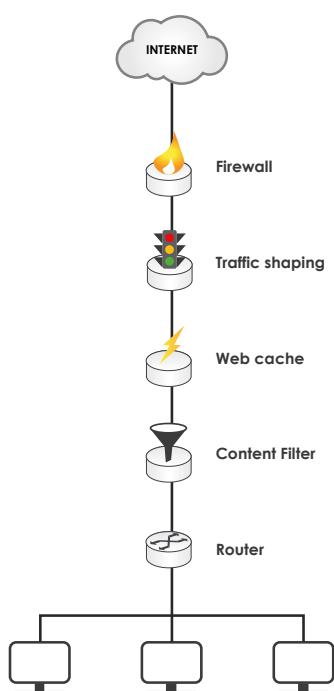 INTERNET
Firewall
Traffic shaping
Web cache
Content Filter
Router